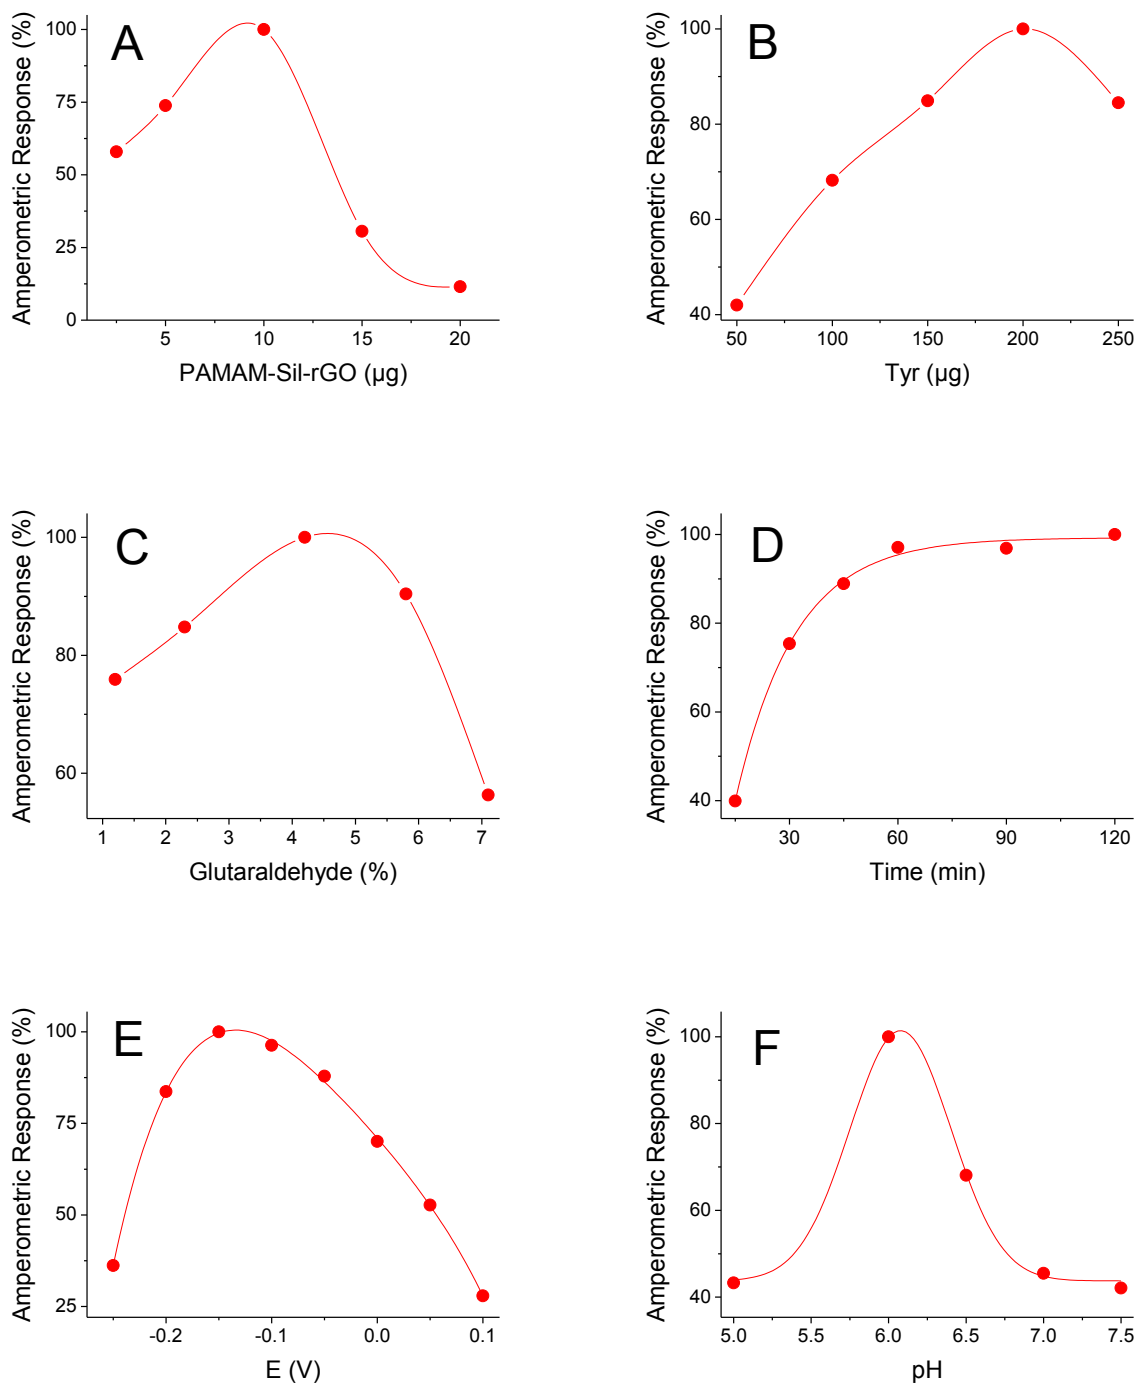 A
Amperometric Response (%)
100
75
50
25
0
5 10 15 20
PAMAM-Sil-rGO (µg)
B
Amperometric Response (%)
100
80
60
40
50 100 150 200 250
Tyr (µg)
C
Amperometric Response (%)
100
80
60
1 2 3 4 5 6 7
Glutaraldehyde (%)
D
Amperometric Response (%)
100
80
60
40
30 60 90 120
Time (min)
E
Amperometric Response (%)
100
75
50
25
-0.2 -0.1 0.0 0.1
E (V)
F
Amperometric Response (%)
100
80
60
40
5.0 5.5 6.0 6.5 7.0 7.5
pH